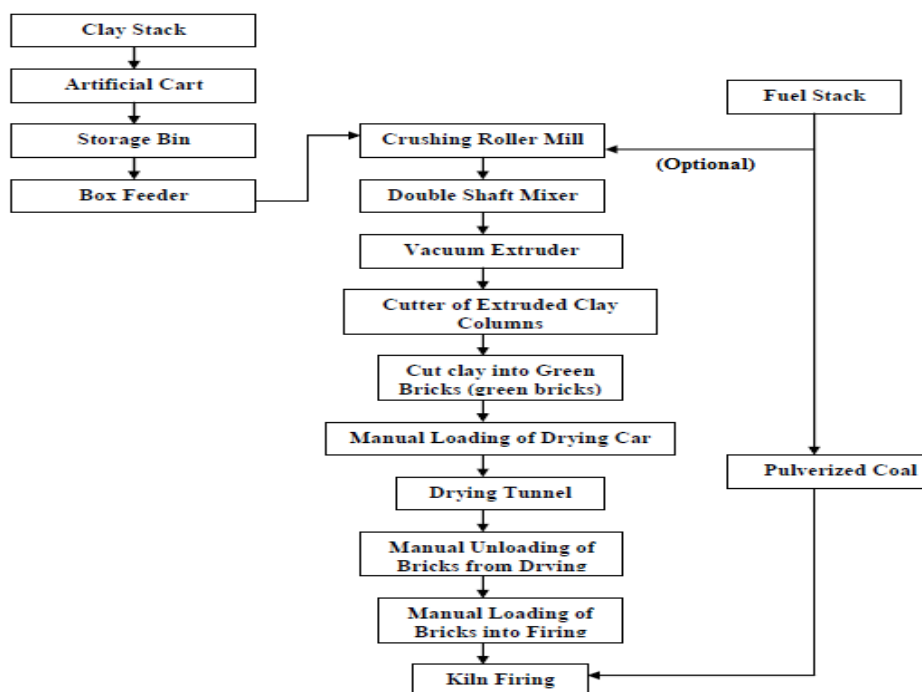 Clay Stack
Artificial Cart
Storage Bin
Box Feeder
Fuel Stack
Crushing Roller Mill
(Optional)
Double Shaft Mixer
Vacuum Extruder
Cutter of Extruded Clay
Columns
Cut clay into Green
Bricks (green bricks)
Manual Loading of Drying Car
Pulverized Coal
Drying Tunnel
Manual Unloading of
Bricks from Drying
Manual Loading of
Bricks into Firing
Kiln Firing